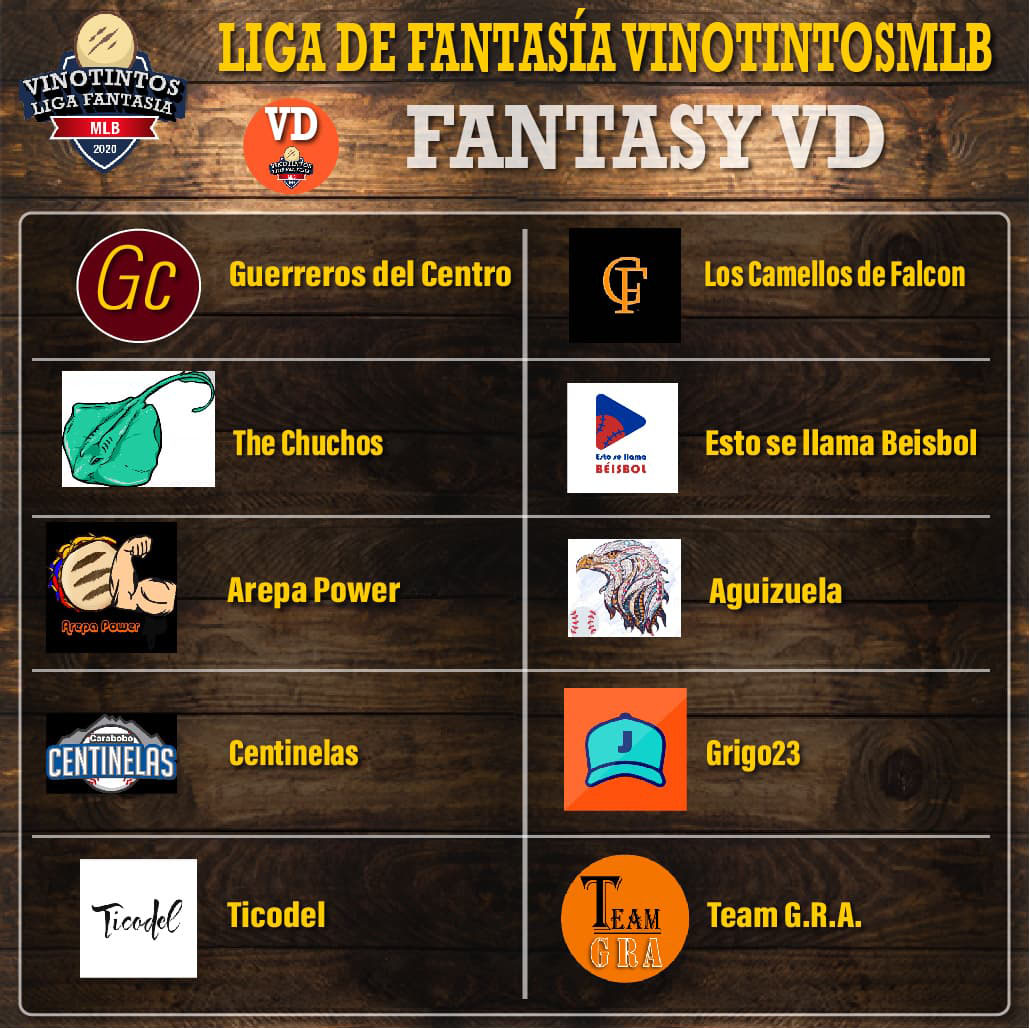 LIGA DE FANTASÍA VINOTINTOSMLB
VINOTINTOS
LIGA FANTASIA
MLB
2020
VD
FANTASY VD
Gc
Guerreros del Centro
CF
Los Camellos de Falcon
The Chuchos
Esto se llama
BÉISBOL
Esto se llama Beisbol
Arepa Power
Arepa Power
Aguizuela
Carabobo
CENTINELAS
Centinelas
J
Grigo23
Ticodel
Ticodel
TEAM
GRA
Team G.R.A.